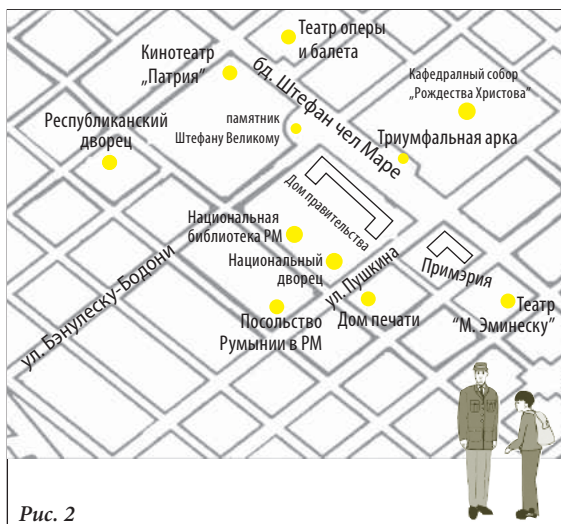 Театр оперы
и балета
Кинотеатр
„Патрия"
бд. Штефан чел Маре
Кафедралный собор
„Рождества Христова"
памятник
Штефану Великому
Республиканский
дворец
Триумфальная арка
Дом правительства
Национальная
библиотека РМ
Национальный
дворец
ул. Пушкина
Примэрия
ул. Бэнулеску-Бодони
Посольство
Румынии в РМ
Дом печати
Театр
“М. Эминеску”
Рис. 2